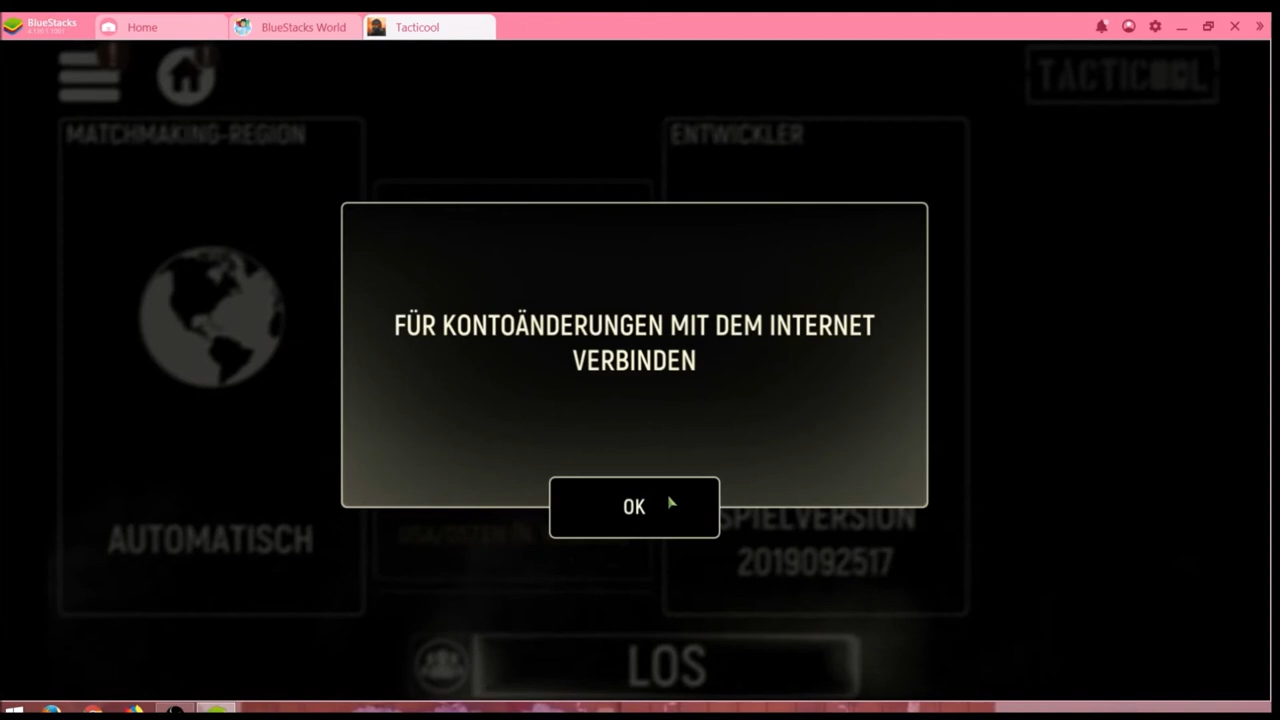 BlueStacks
Home
BlueStacks World
Tacticool
TACTICOOL
MATCHMAKING-REGION
ENTWICKLER
FÜR KONTOÄNDERUNGEN MIT DEM INTERNET
VERBINDEN
OK
AUTOMATISCH
SPIELVERSION
2019092517
LOS